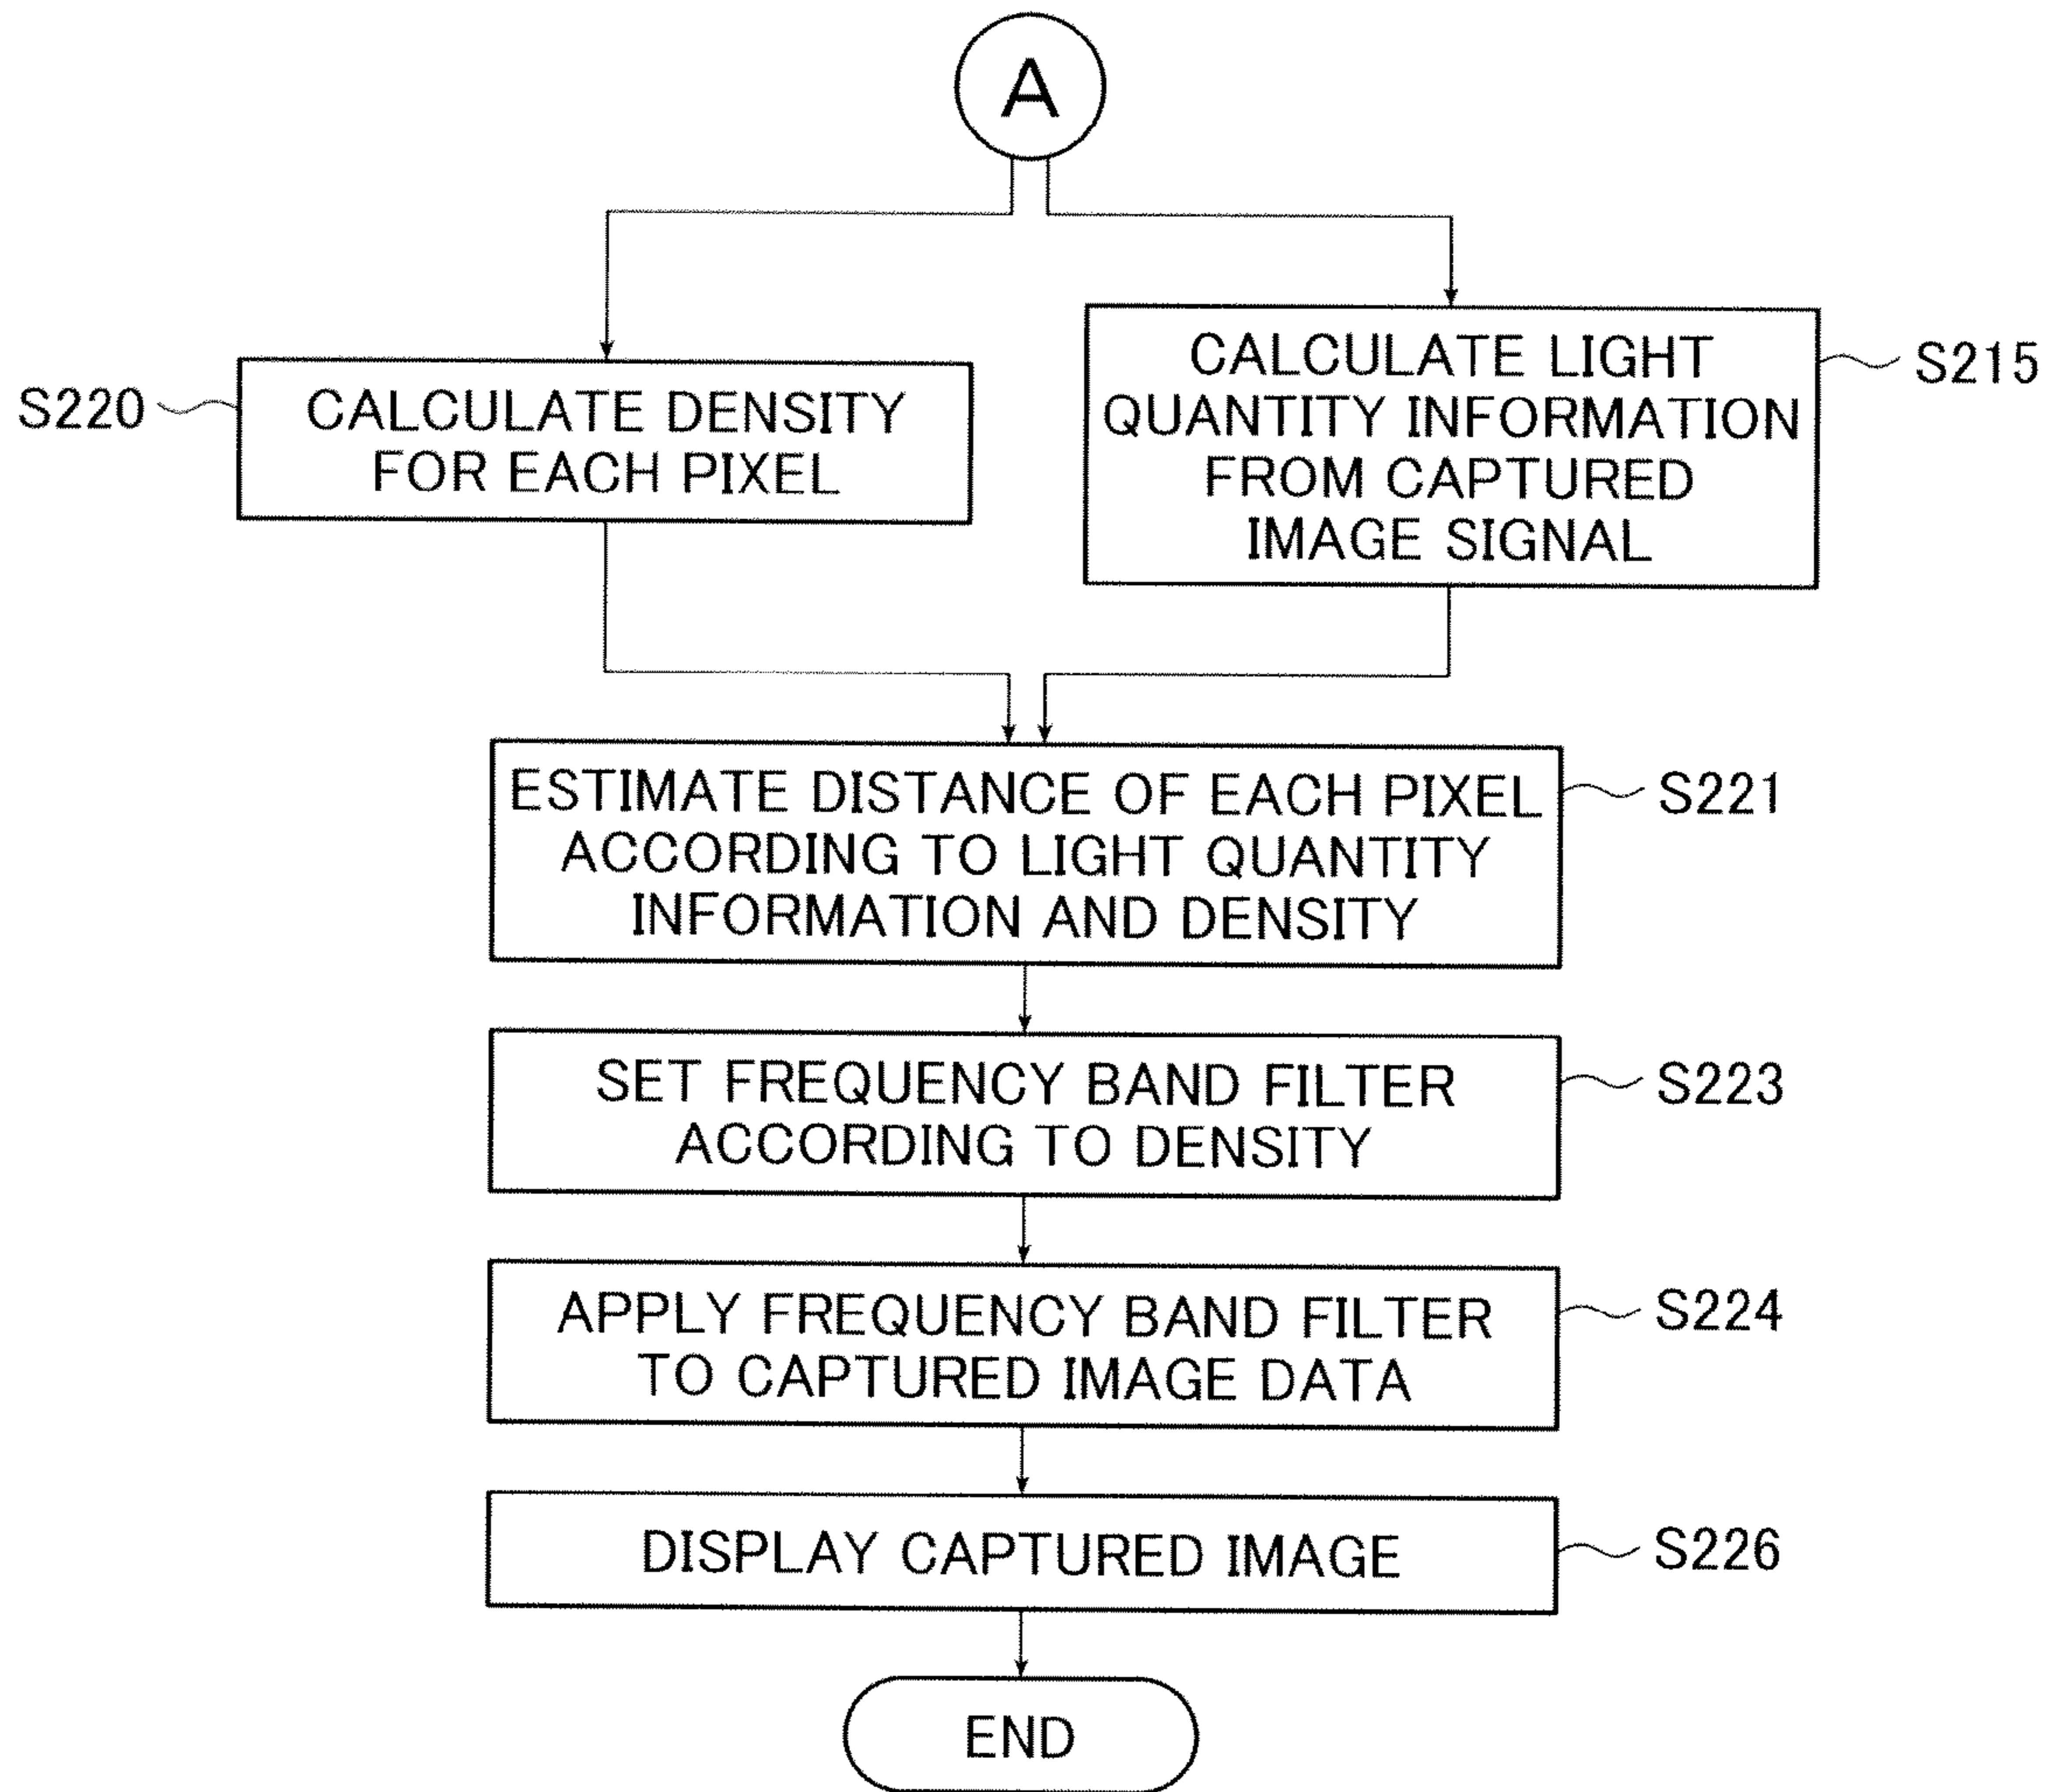 A
S220
CALCULATE DENSITY
FOR EACH PIXEL
CALCULATE LIGHT
QUANTITY INFORMATION
FROM CAPTURED
IMAGE SIGNAL
S215
ESTIMATE DISTANCE OF EACH PIXEL
ACCORDING TO LIGHT QUANTITY
INFORMATION AND DENSITY
S221
SET FREQUENCY BAND FILTER
ACCORDING TO DENSITY
S223
APPLY FREQUENCY BAND FILTER
TO CAPTURED IMAGE DATA
S224
DISPLAY CAPTURED IMAGE
S226
END